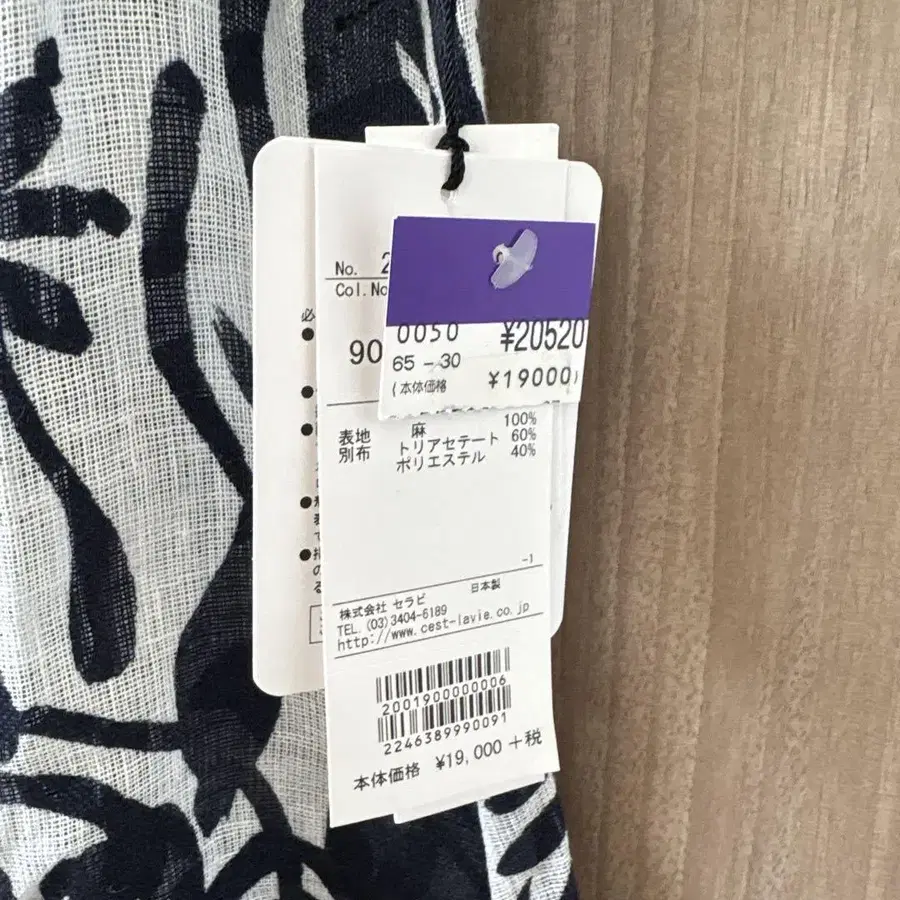 No. 2
Col.No
90
0050 ¥20520
65-30
(本体価格 ¥19000)
表地 麻 100%
別布 トリアセテート 60%
ポリエステル 40%
-1
株式会社 セラビ 日本製
TEL. (03)3404-6189
http://www.cest-lavie.co.jp
2001900000006
2246389990091
本体価格 ¥19,000 +税